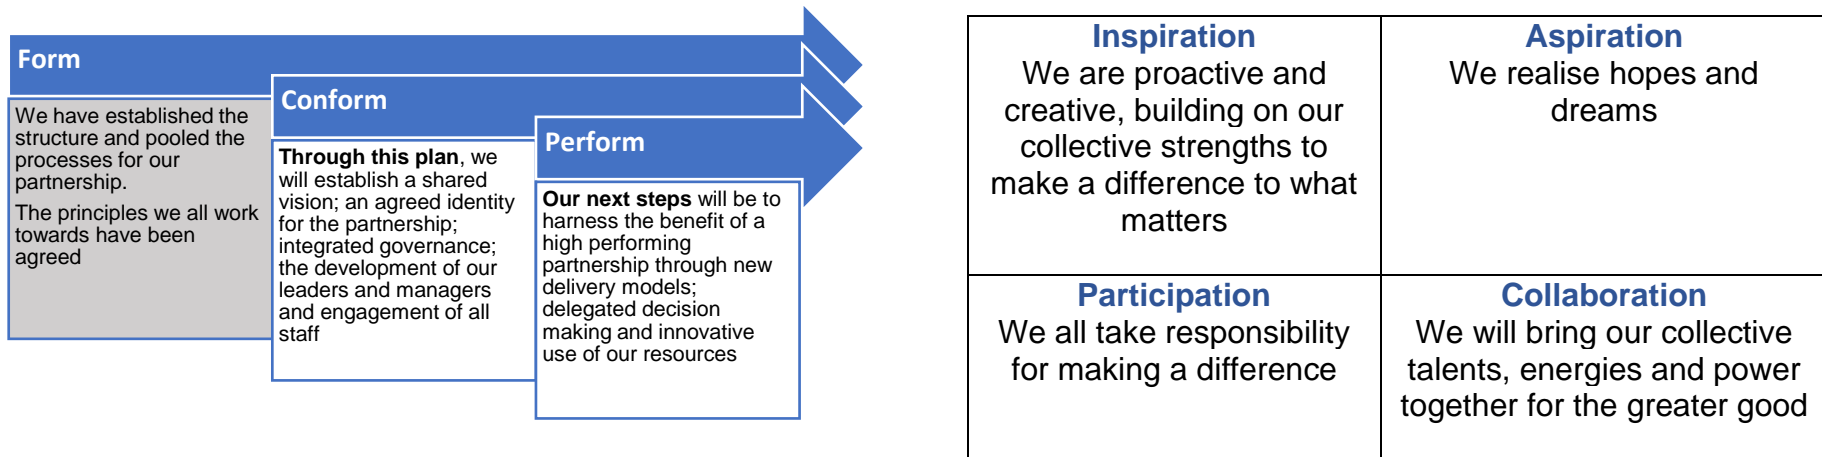 Form
We have established the
structure and pooled the
processes for our
partnership.
The principles we all work
towards have been
agreed
Conform
Through this plan, we
will establish a shared
vision; an agreed identity
for the partnership;
integrated governance;
the development of our
leaders and managers
and engagement of all
staff
Perform
Our next steps will be to
harness the benefit of a
high performing
partnership through new
delivery models;
delegated decision
making and innovative
use of our resources
Inspiration
We are proactive and
creative, building on our
collective strengths to
make a difference to what
matters
Aspiration
We realise hopes and
dreams
Participation
We all take responsibility
for making a difference
Collaboration
We will bring our collective
talents, energies and power
together for the greater good